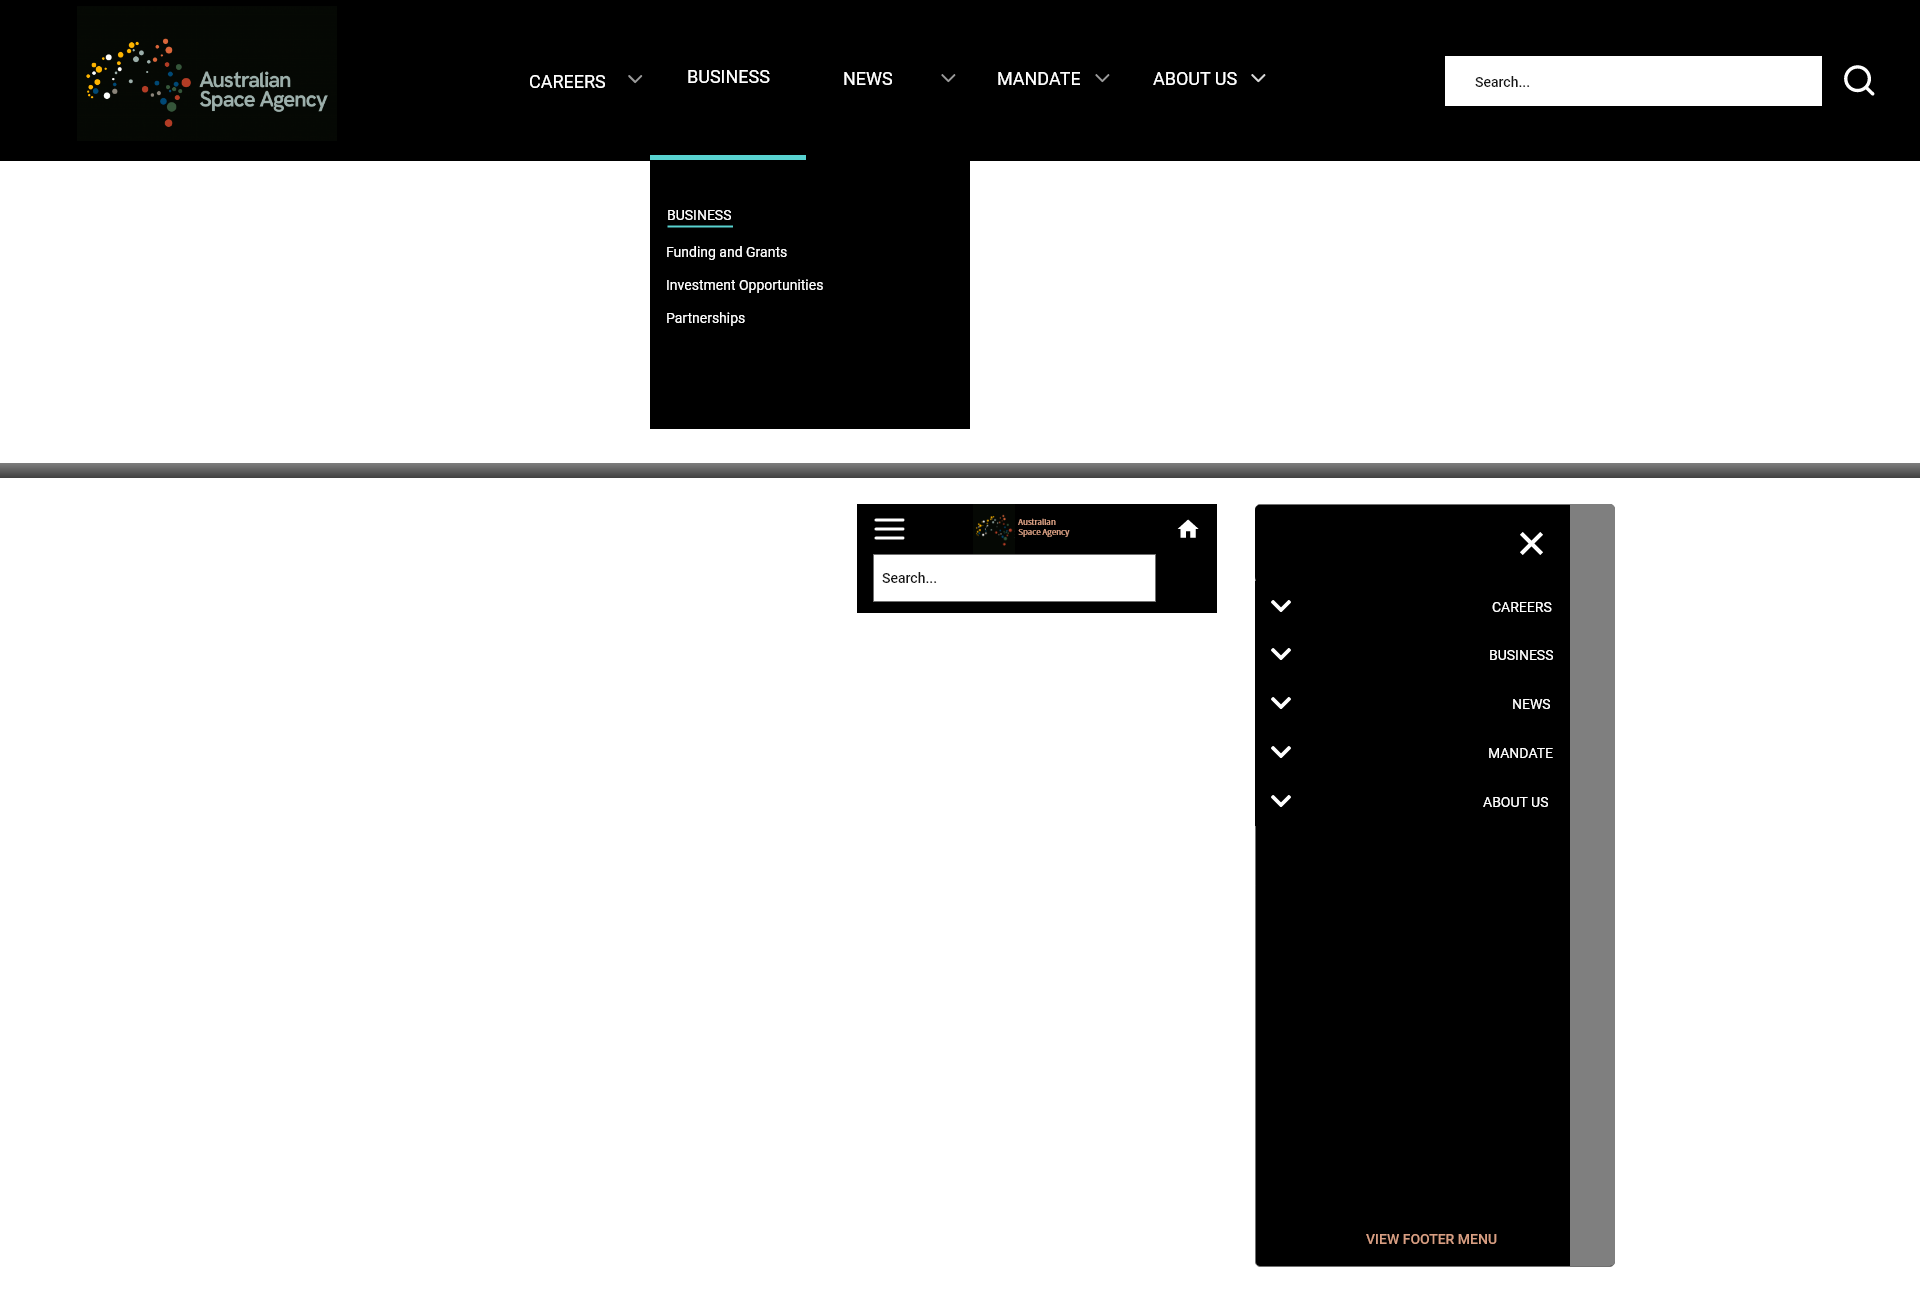 Australian
Space Agency
CAREERS
BUSINESS
NEWS
MANDATE
ABOUT US
Search...
BUSINESS
Funding and Grants
Investment Opportunities
Partnerships
Australian
Space Agency
Search...
CAREERS
BUSINESS
NEWS
MANDATE
ABOUT US
VIEW FOOTER MENU